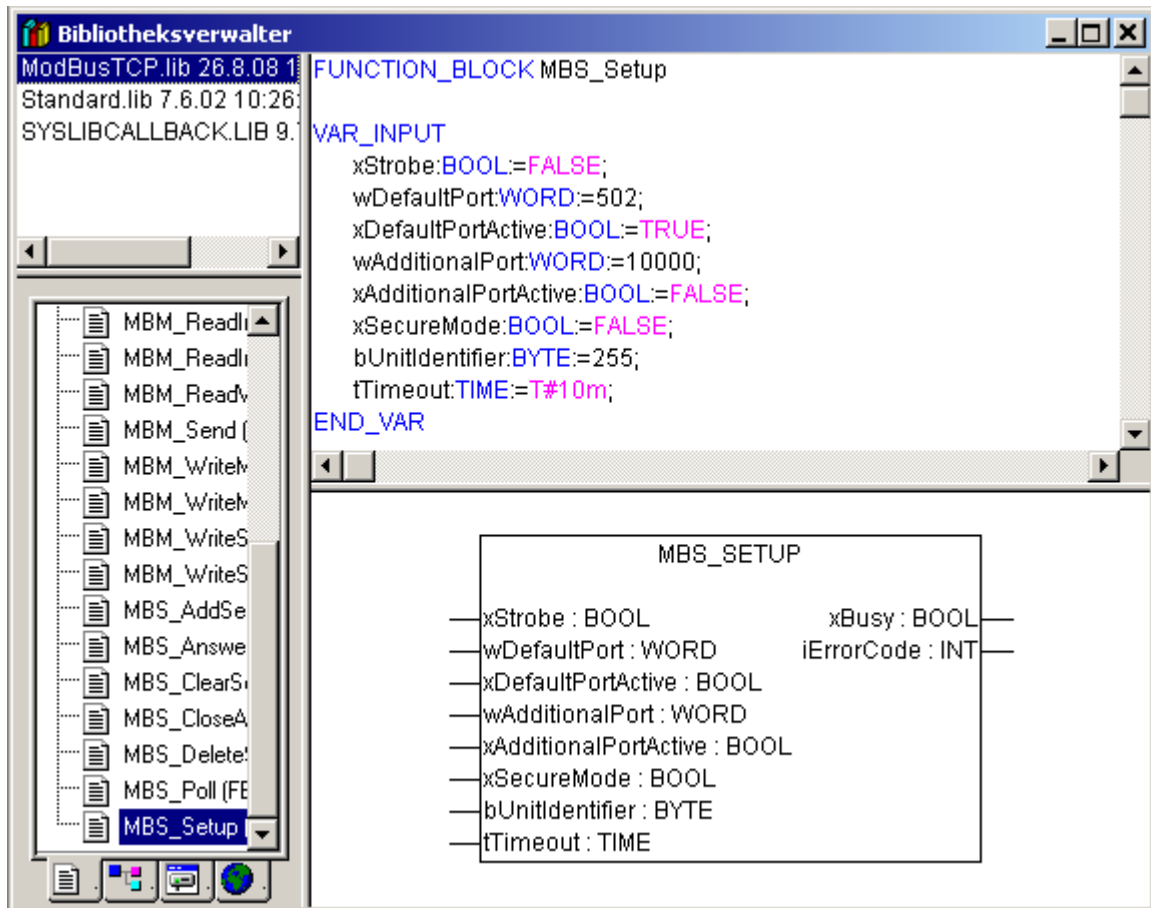 Bibliotheksverwalter
ModBusTCP.lib 26.8.08 1
Standard.lib 7.6.02 10:26:
SYSLIBCALLBACK.LIB 9.
FUNCTION_BLOCK MBS_Setup
VAR_INPUT
xStrobe:BOOL:=FALSE;
wDefaultPort:WORD:=502;
xDefaultPortActive:BOOL:=TRUE;
wAdditionalPort:WORD:=10000;
xAdditionalPortActive:BOOL:=FALSE;
xSecureMode:BOOL:=FALSE;
bUnitIdentifier:BYTE:=255;
tTimeout:TIME:=T#10m;
END_VAR
MBM_ReadI
MBM_ReadI
MBM_Read
MBM_Send (
MBM_Write
MBM_Write
MBM_WriteS
MBM_WriteS
MBS_AddSe
MBS_Answe
MBS_ClearS
MBS_CloseA
MBS_Delete
MBS_Poll (FE
MBS_Setup
MBS_SETUP
xStrobe : BOOL xBusy : BOOL
wDefaultPort : WORD iErrorCode : INT
xDefaultPortActive : BOOL
wAdditionalPort : WORD
xAdditionalPortActive : BOOL
xSecureMode : BOOL
bUnitIdentifier : BYTE
tTimeout : TIME